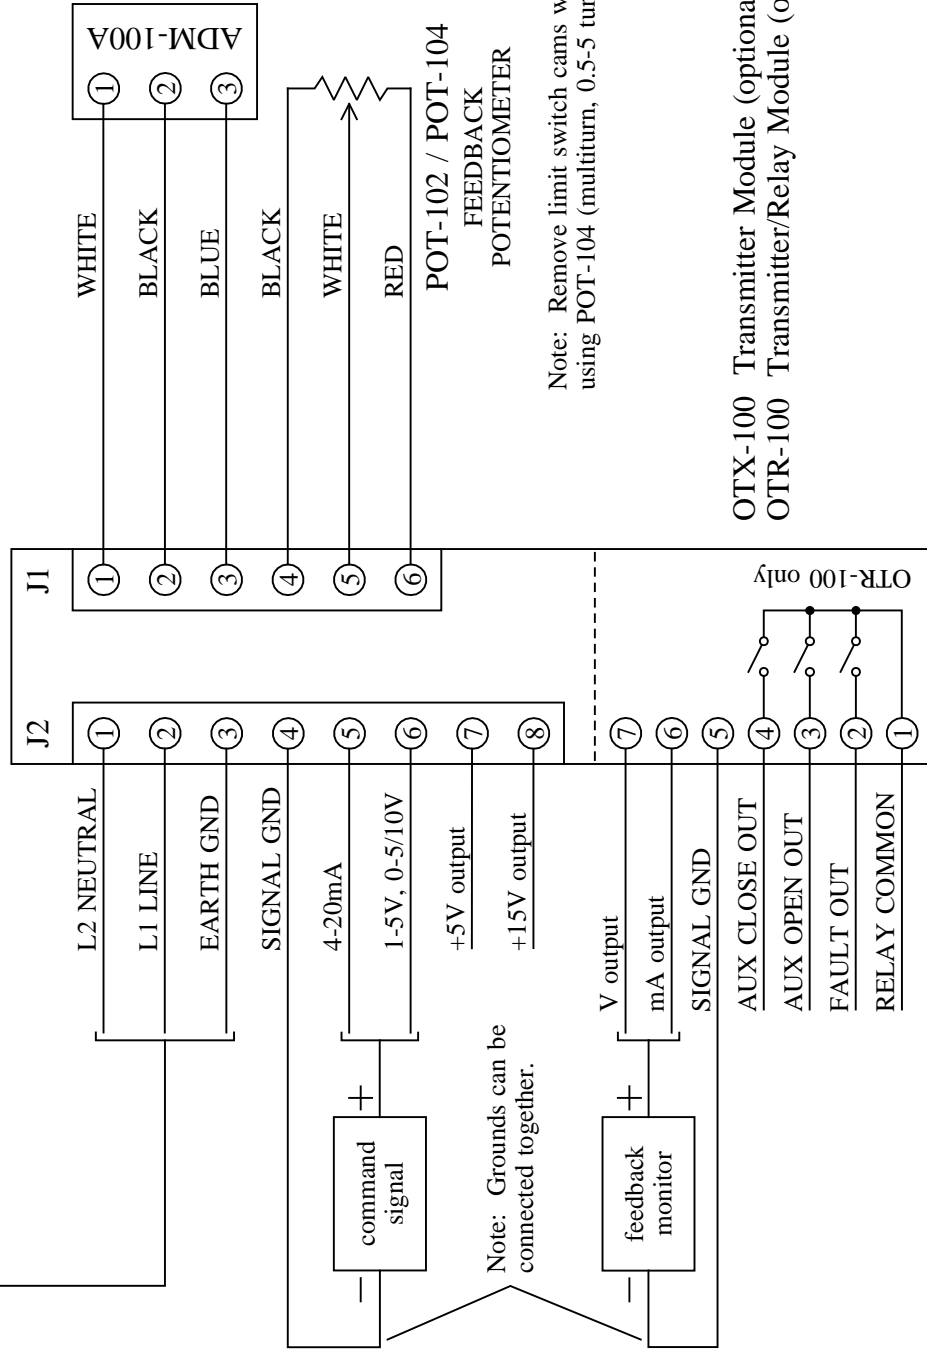 ADM-100A
1
2
3
WHITE
BLACK
BLUE
BLACK
WHITE
RED
POT-102 / POT-104
FEEDBACK
POTENTIOMETER
Note: Remove limit switch cams
using POT-104 (multiturn, 0.5-5
OTX-100 Transmitter Module
OTR-100 Transmitter/Relay Module
J1
1
2
3
4
5
6
OTR-100 only
J2
1
2
3
4
5
6
7
8
7
6
5
4
3
2
1
L2 NEUTRAL
L1 LINE
EARTH GND
SIGNAL GND
4-20mA
1-5V, 0-5/10V
+5V output
+15V output
V output
mA output
SIGNAL GND
AUX CLOSE OUT
AUX OPEN OUT
FAULT OUT
RELAY COMMON
+
command
signal
−
Note: Grounds can be
connected together.
+
feedback
monitor
−